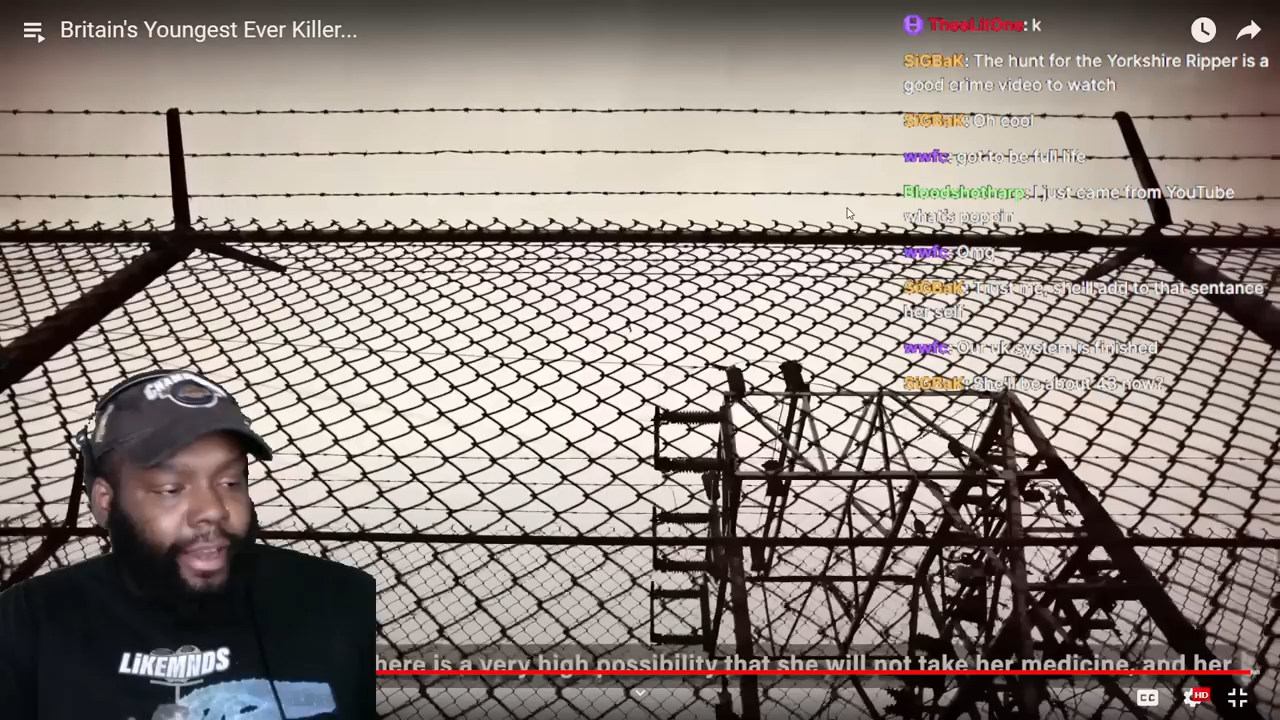 Britain's Youngest Ever Killer...
TheeLitOne: k
SiGBaK: The hunt for the Yorkshire Ripper is a
good crime video to watch
SiGBaK: Oh cool
wwfc: got to be full life
Bloodshotharp: I just came from YouTube
what's poppin
wwfc: Omg
SiGBaK: Trust me, she'll add to that sentance
her self
wwfc: Our uk system is finished
SiGBaK: She'll be about 43 now?
LiKEMNDS
here is a very high possibility that she will not take her medicine, and her
CC
HD